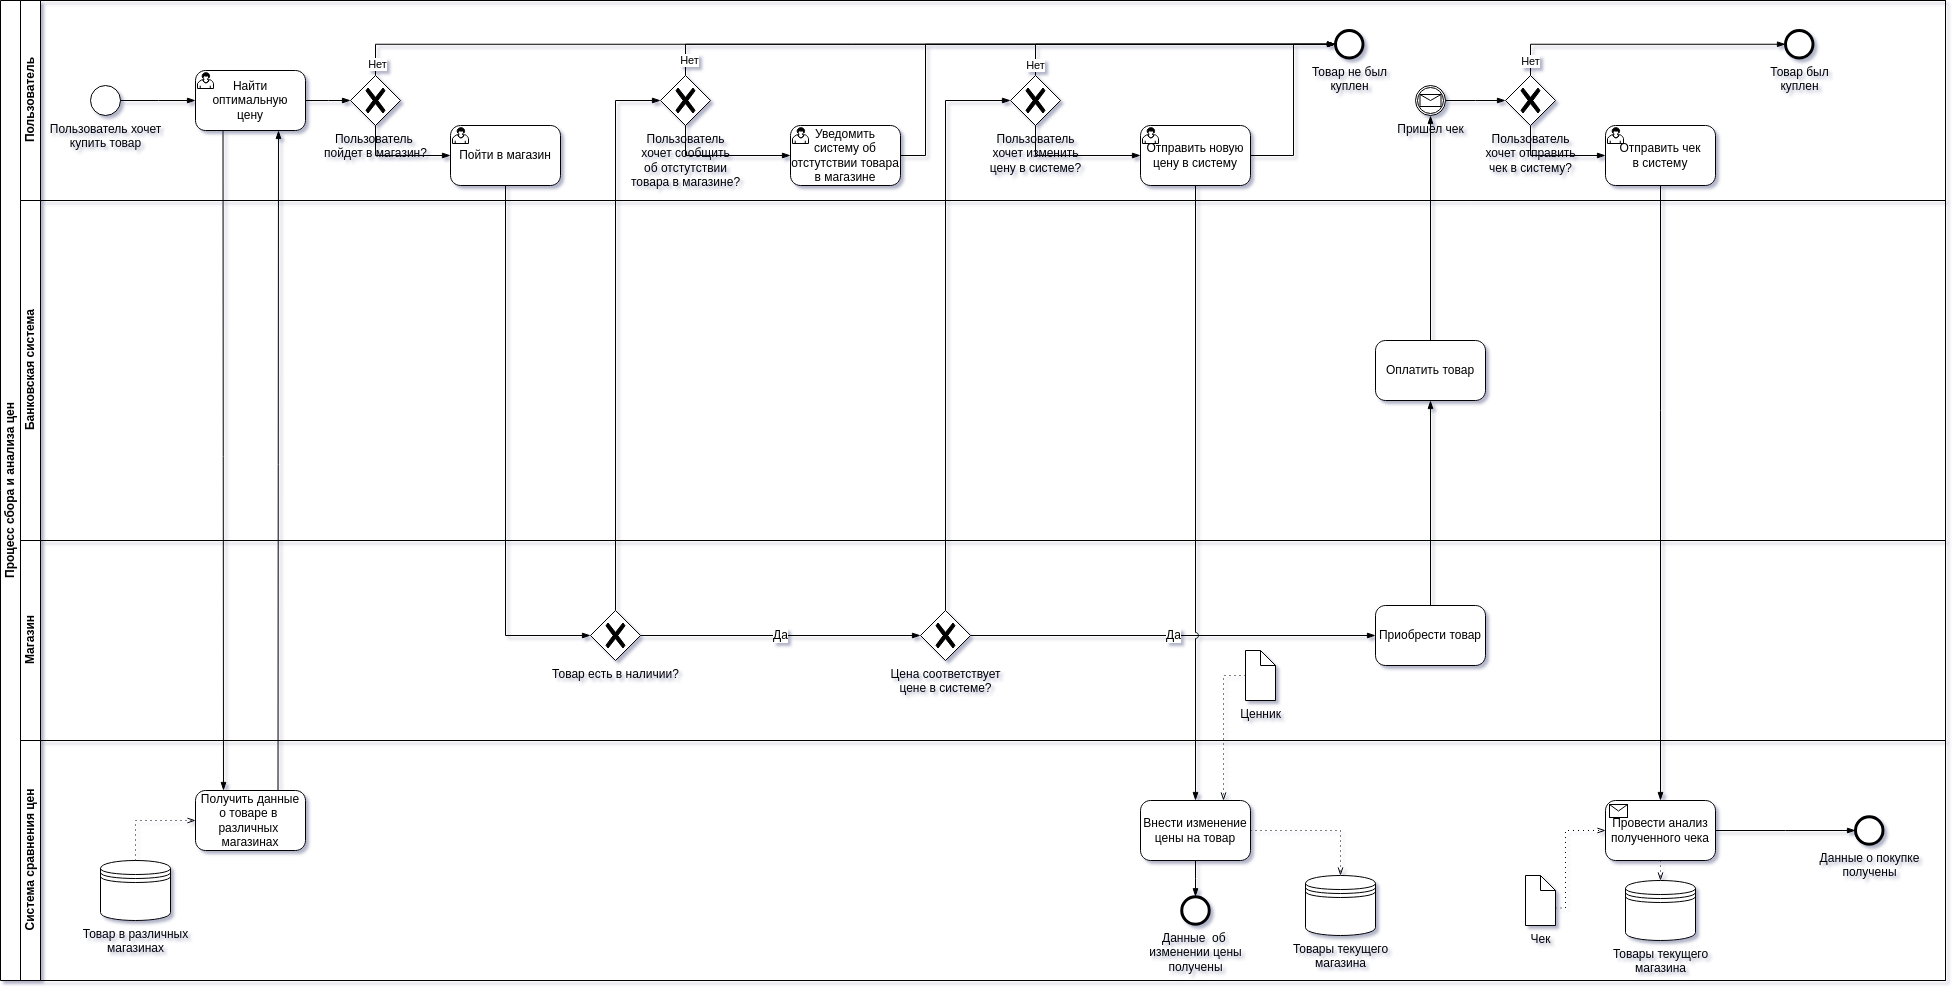 Процесс сбора и анализа цен
Пользователь
Пользователь хочет
купить товар
Найти
оптимальную
цену
Нет
Пользователь
пойдет в магазин?
Пойти в магазин
Нет
Пользователь
хочет сообщить
об отстутствии
товара в магазине?
Уведомить
систему об
отстутствии товара
в магазине
Нет
Пользователь
хочет изменить
цену в системе?
Отправить новую
цену в систему
Товар не был
куплен
Пришел чек
Нет
Пользователь
хочет отправить
чек в систему?
Отправить чек
в систему
Товар был
куплен
Банковская система
Оплатить товар
Магазин
Товар есть в наличии?
Да
Цена соответствует
цене в системе?
Да
Приобрести товар
Ценник
Система сравнения цен
Получить данные
о товаре в
различных
магазинах
Товар в различных
магазинах
Внести изменение
цены на товар
Данные об
изменении цены
получены
Товары текущего
магазина
Провести анализ
полученного чека
Чек
Товары текущего
магазина
Данные о покупке
получены